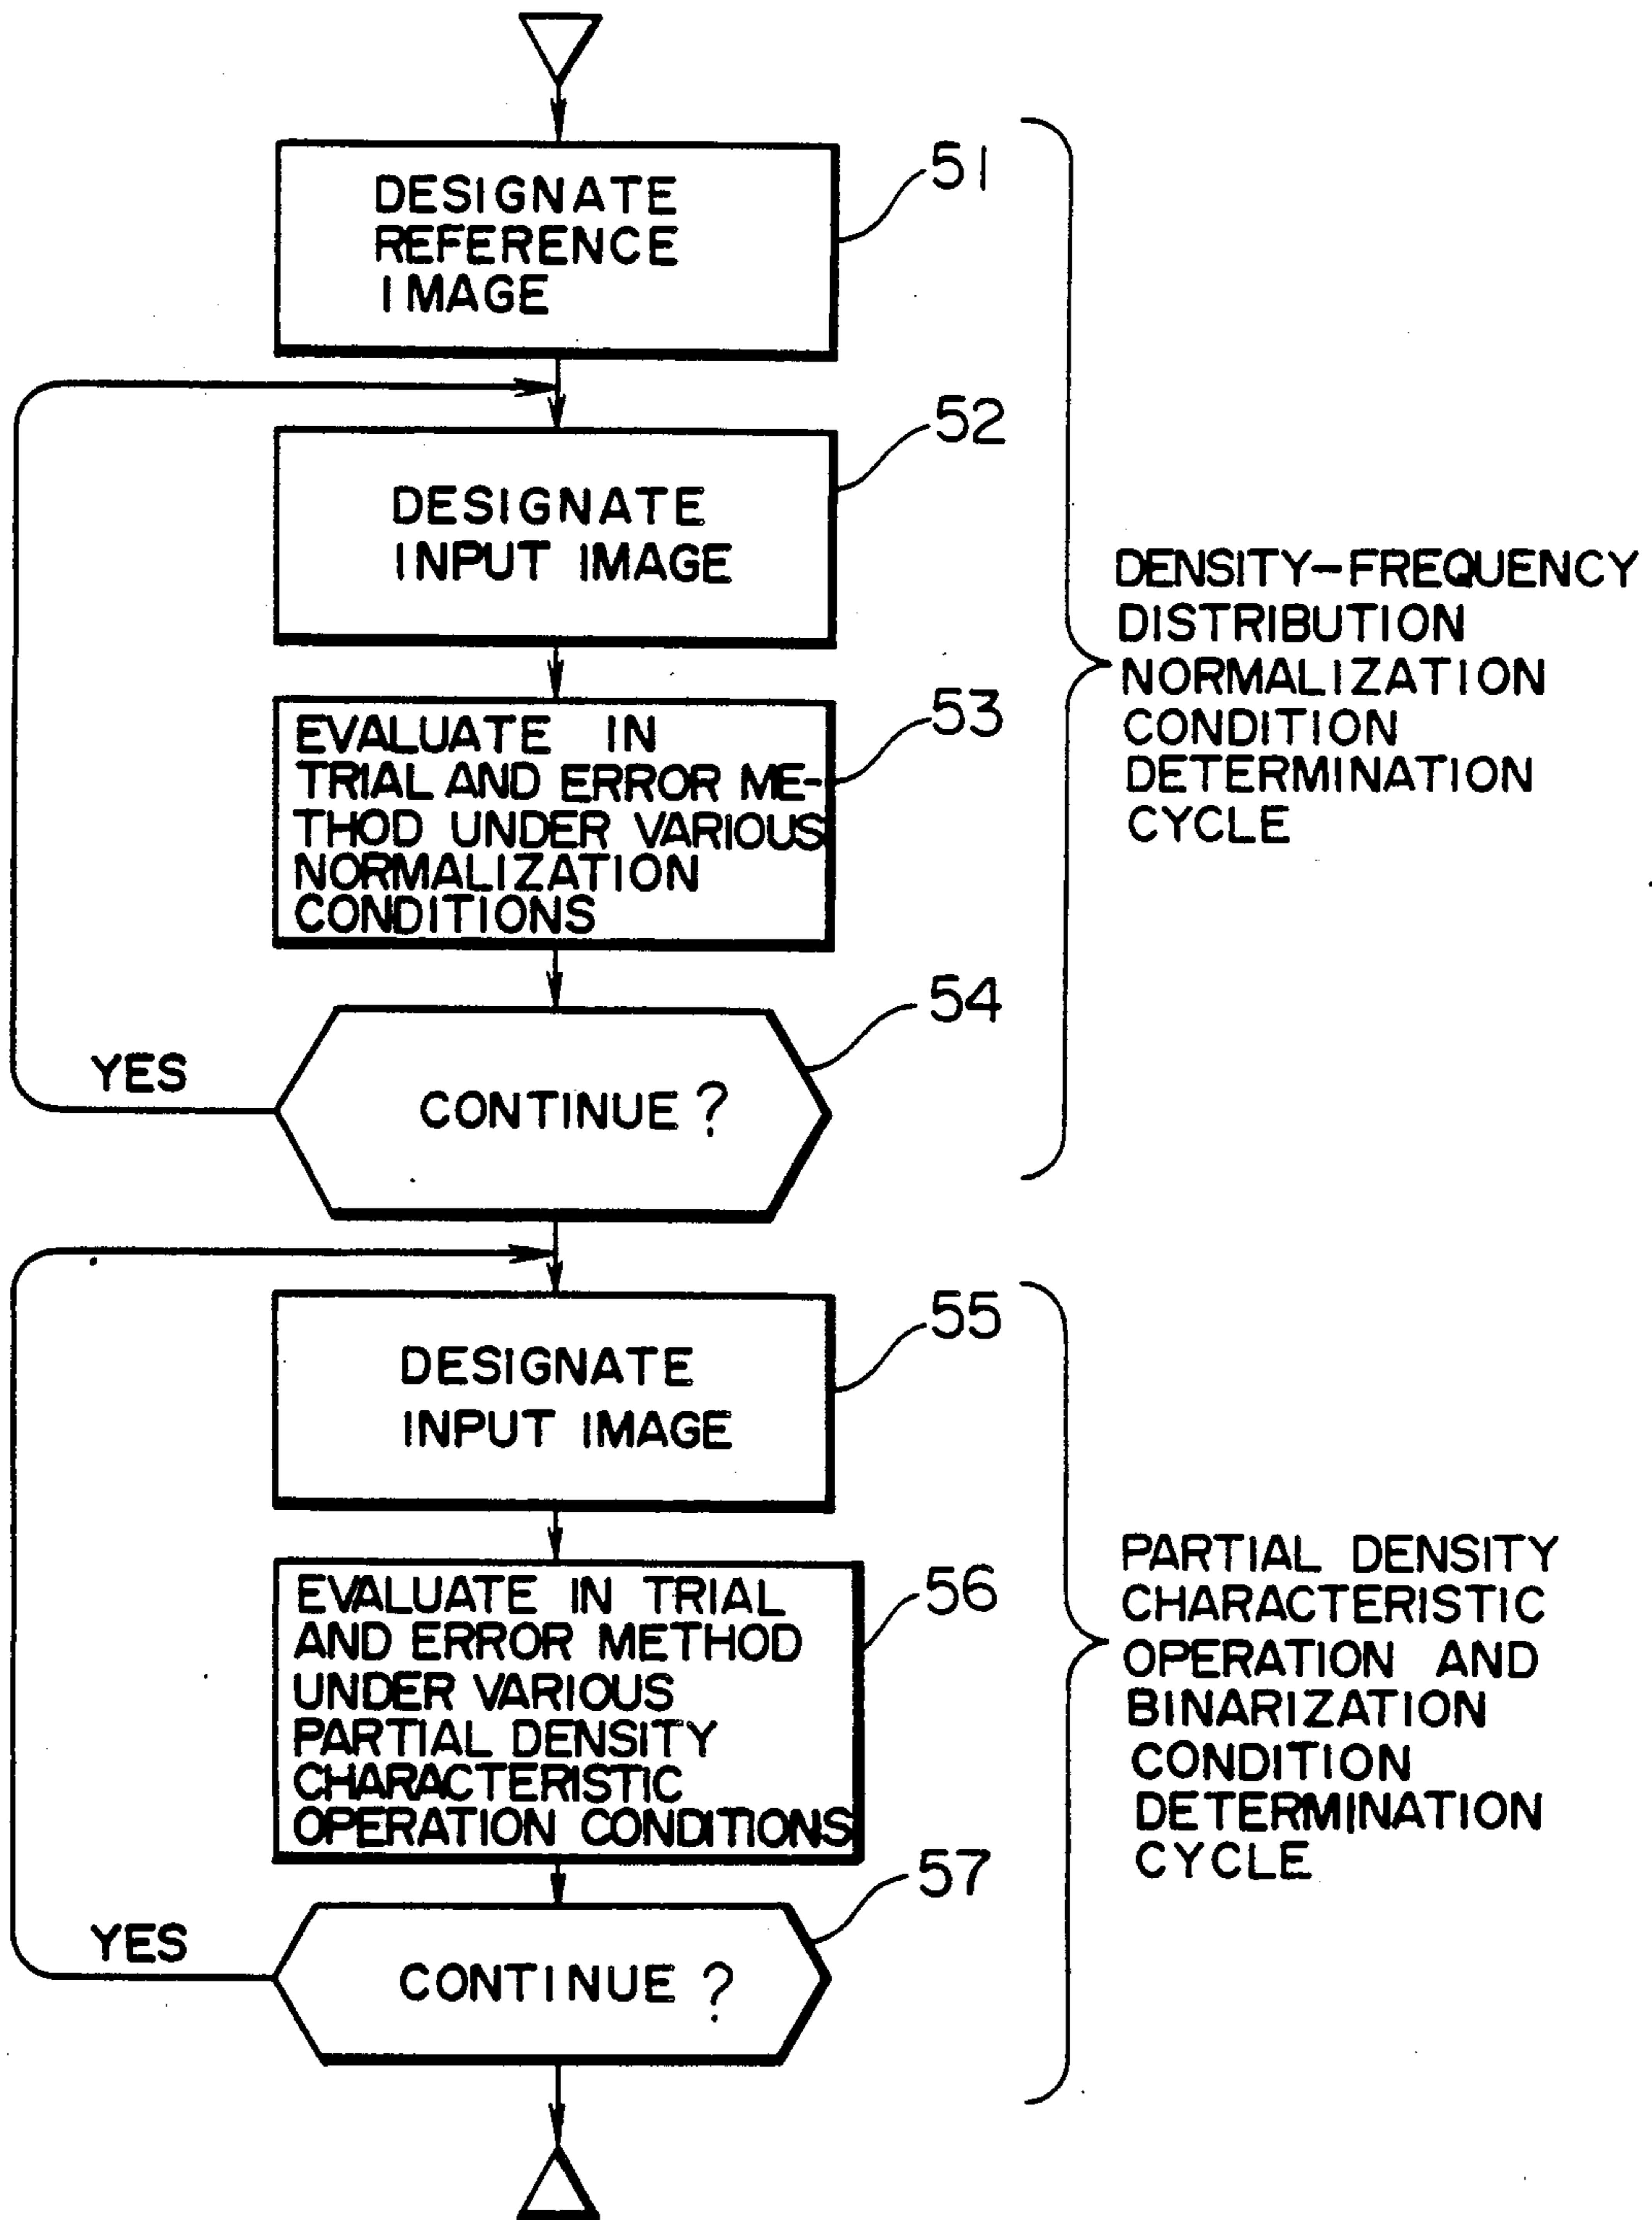 51
DESIGNATE
REFERENCE
IMAGE
52
DESIGNATE
INPUT IMAGE
53
EVALUATE IN
TRIAL AND ERROR ME-
THOD UNDER VARIOUS
NORMALIZATION
CONDITIONS
54
YES
CONTINUE ?
DENSITY-FREQUENCY
DISTRIBUTION
NORMALIZATION
CONDITION
DETERMINATION
CYCLE
55
DESIGNATE
INPUT IMAGE
56
EVALUATE IN TRIAL
AND ERROR METHOD
UNDER VARIOUS
PARTIAL DENSITY
CHARACTERISTIC
OPERATION CONDITIONS
57
YES
CONTINUE ?
PARTIAL DENSITY
CHARACTERISTIC
OPERATION AND
BINARIZATION
CONDITION
DETERMINATION
CYCLE